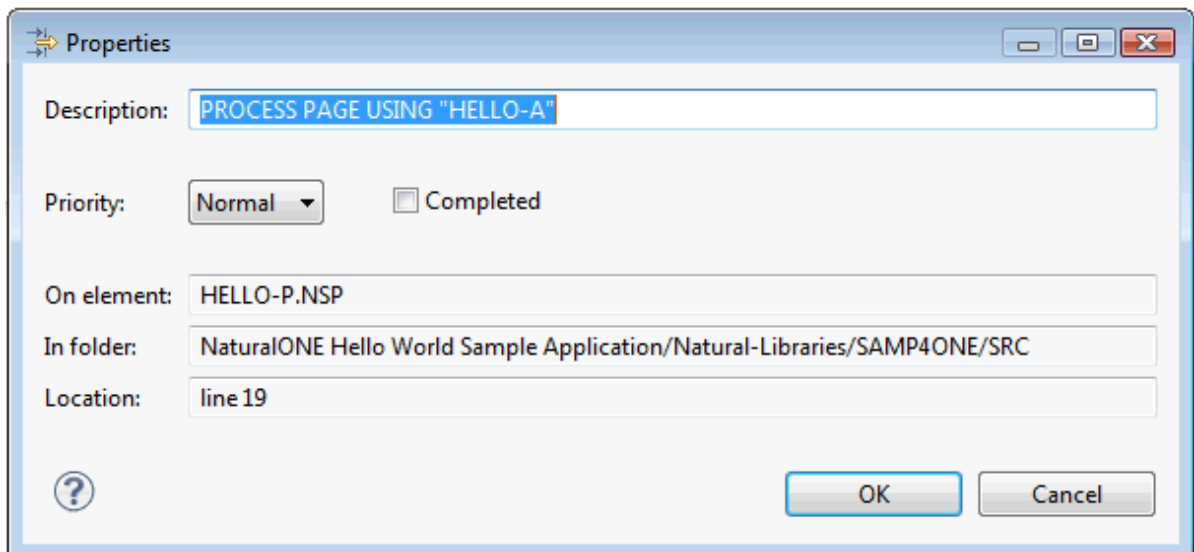 Properties
Description: PROCESS PAGE USING "HELLO-A"
Priority: Normal Completed
On element: HELLO-P.NSP
In folder: NaturalONE Hello World Sample Application/Natural-Libraries/SAMP4ONE/SRC
Location: line 19
? OK Cancel